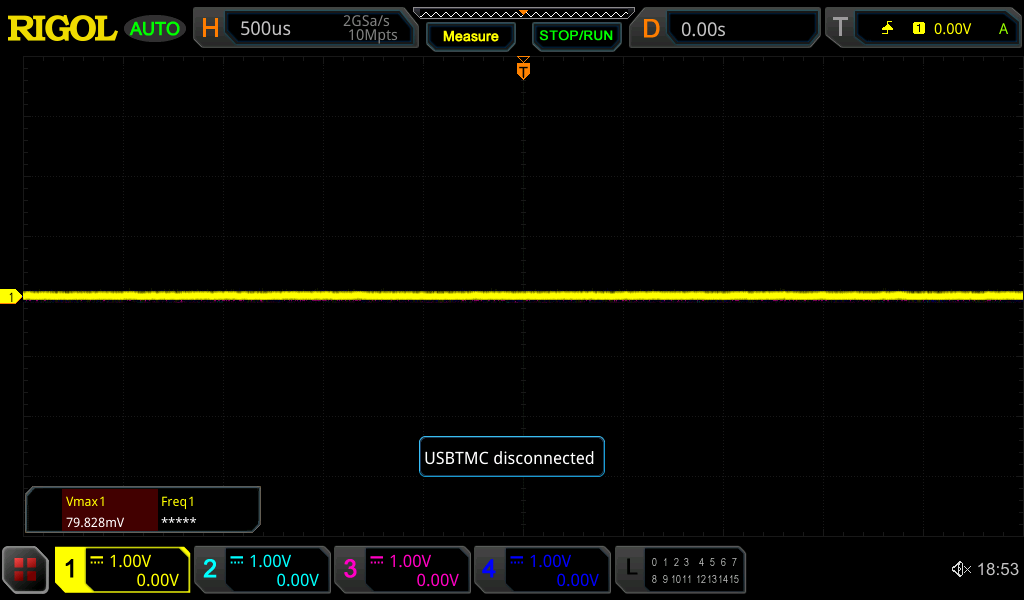 RIGOL AUTO H 500us 2GSa/s 10Mpts Measure STOP/RUN D 0.00s T 1 0.00V A
T
1
USBTMC disconnected
Vmax1 Freq1
79.828mV *****
1 1.00V 0.00V 2 1.00V 0.00V 3 1.00V 0.00V 4 1.00V 0.00V L 0 1 2 3 4 5 6 7
8 9 10 11 12 13 14 15
18:53